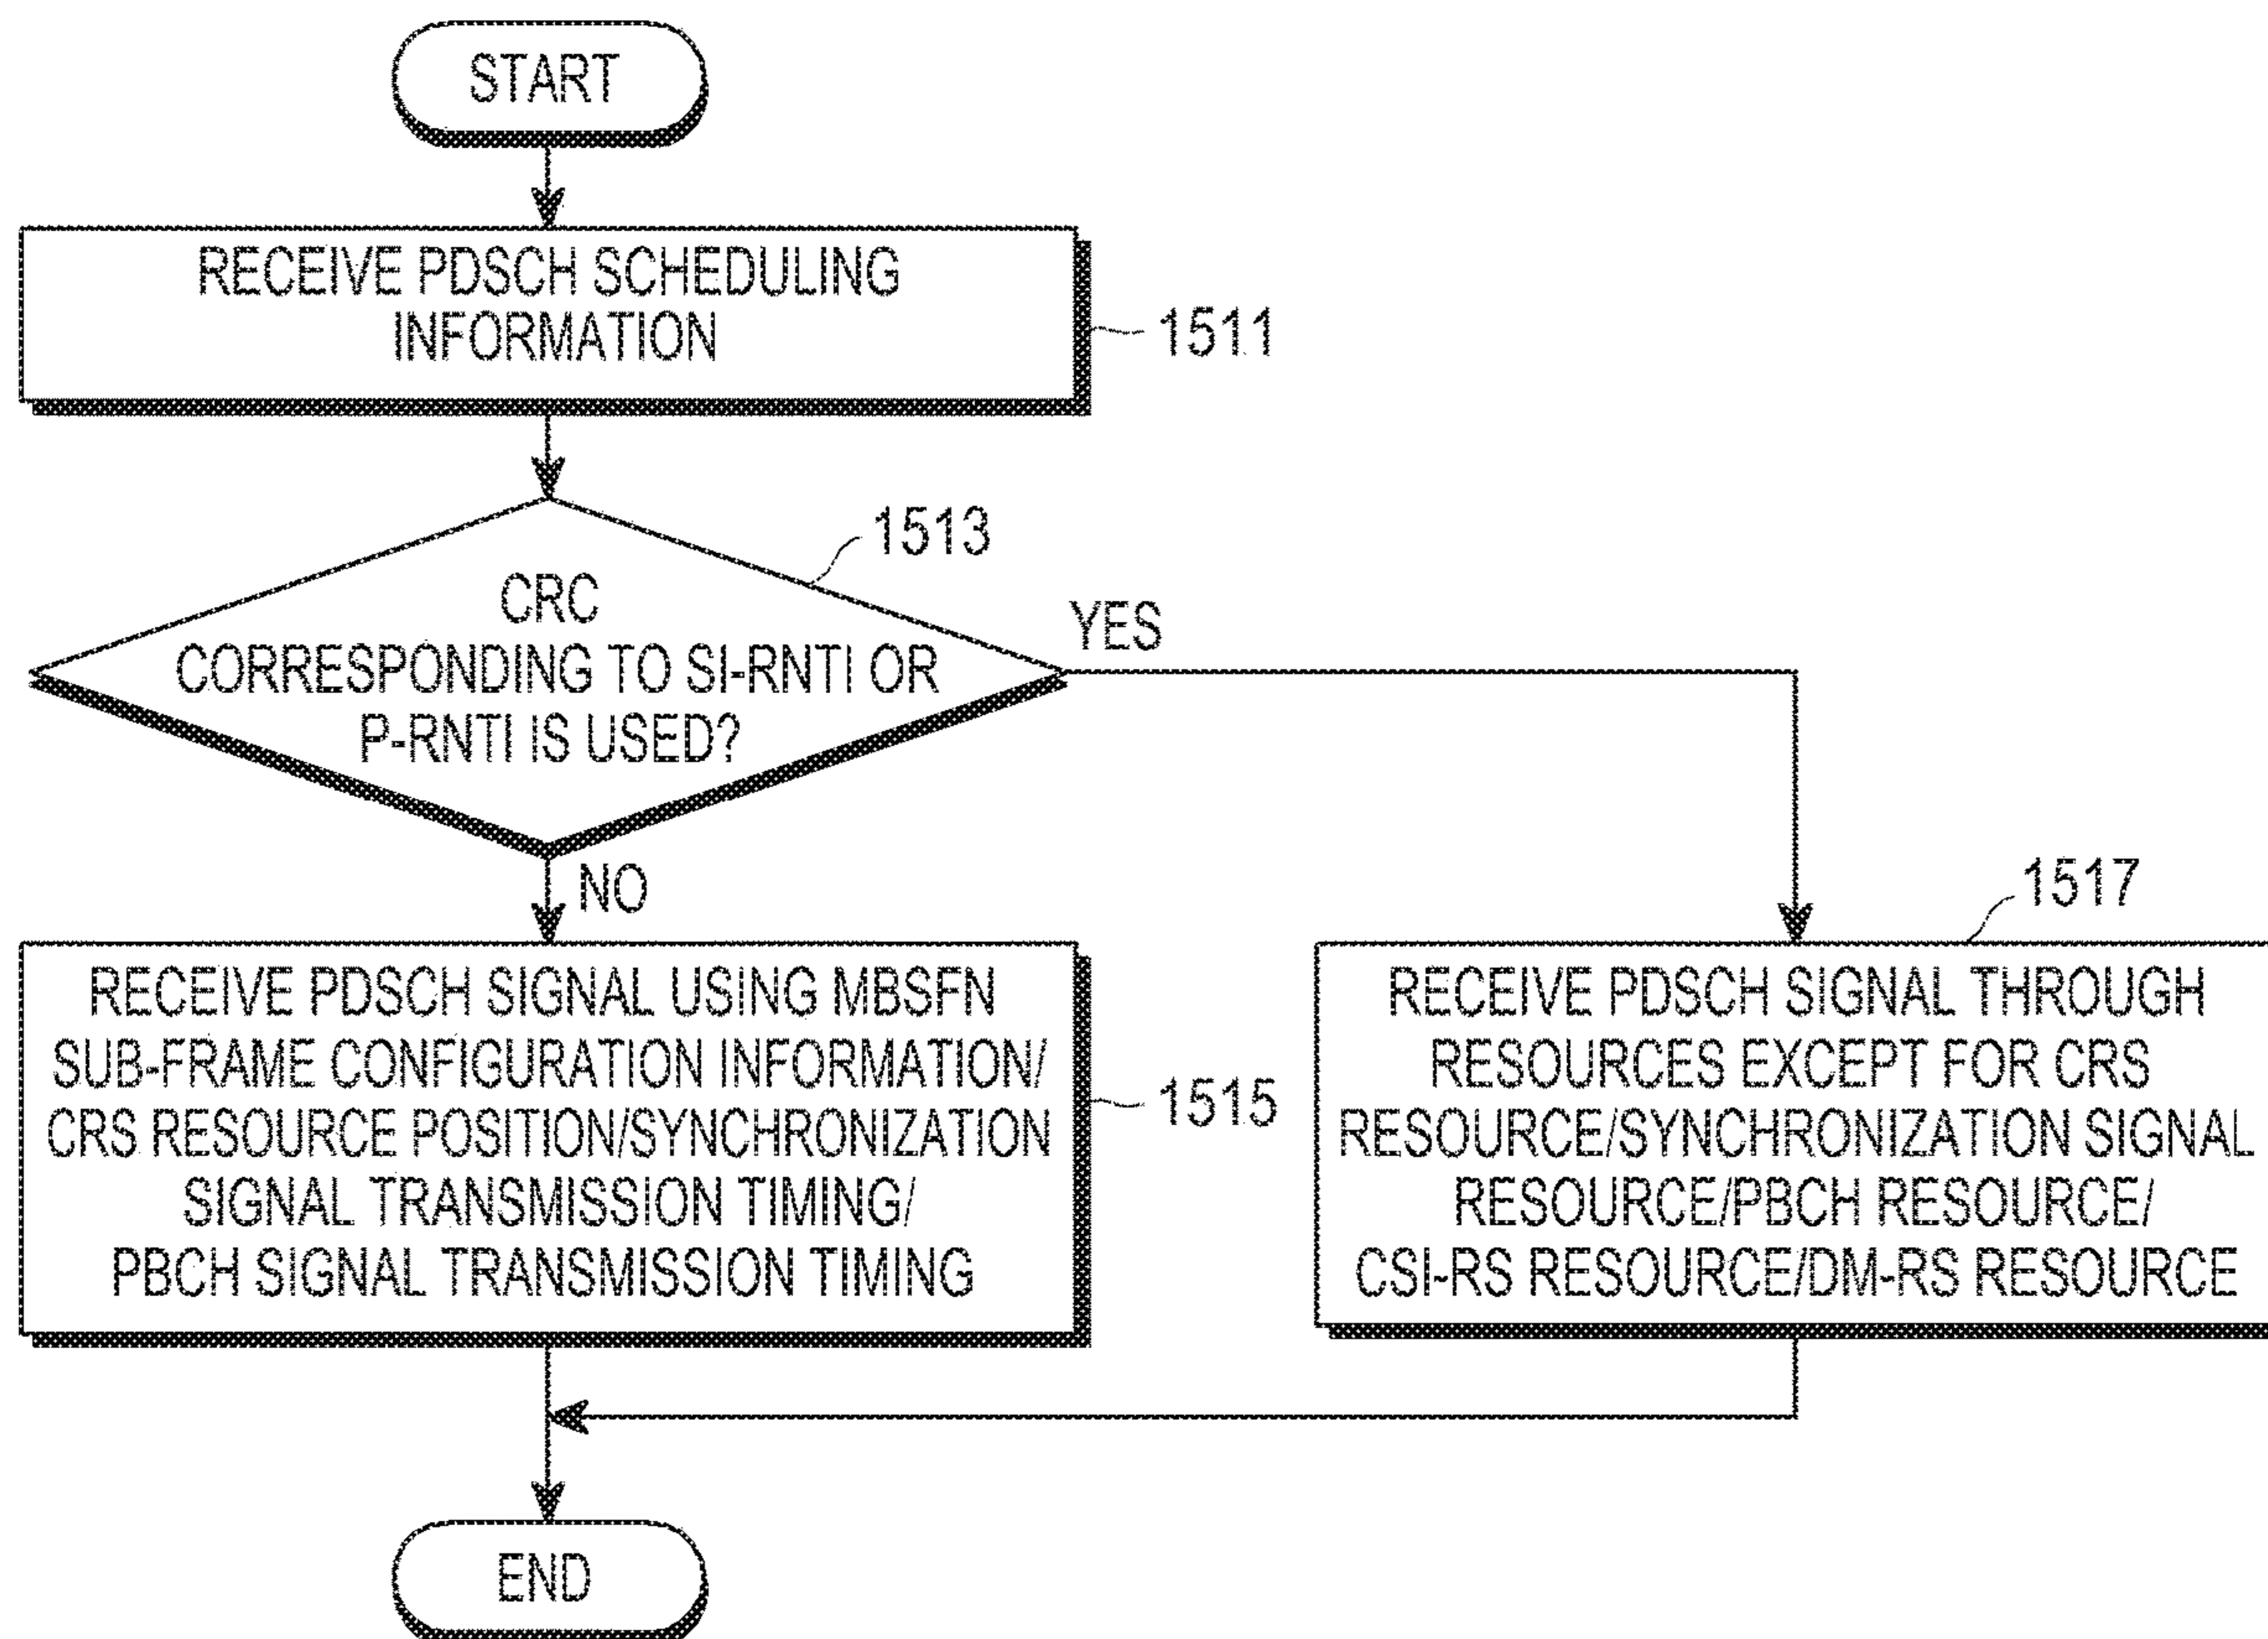 START
RECEIVE PDSCH SCHEDULING
INFORMATION
1511
1513
CRC
CORRESPONDING TO SI-RNTI OR
P-RNTI IS USED?
YES
NO
RECEIVE PDSCH SIGNAL USING MBSFN
SUB-FRAME CONFIGURATION INFORMATION/
CRS RESOURCE POSITION/SYNCHRONIZATION
SIGNAL TRANSMISSION TIMING/
PBCH SIGNAL TRANSMISSION TIMING
1515
1517
RECEIVE PDSCH SIGNAL THROUGH
RESOURCES EXCEPT FOR CRS
RESOURCE/SYNCHRONIZATION SIGNAL
RESOURCE/PBCH RESOURCE/
CSI-RS RESOURCE/DM-RS RESOURCE
END